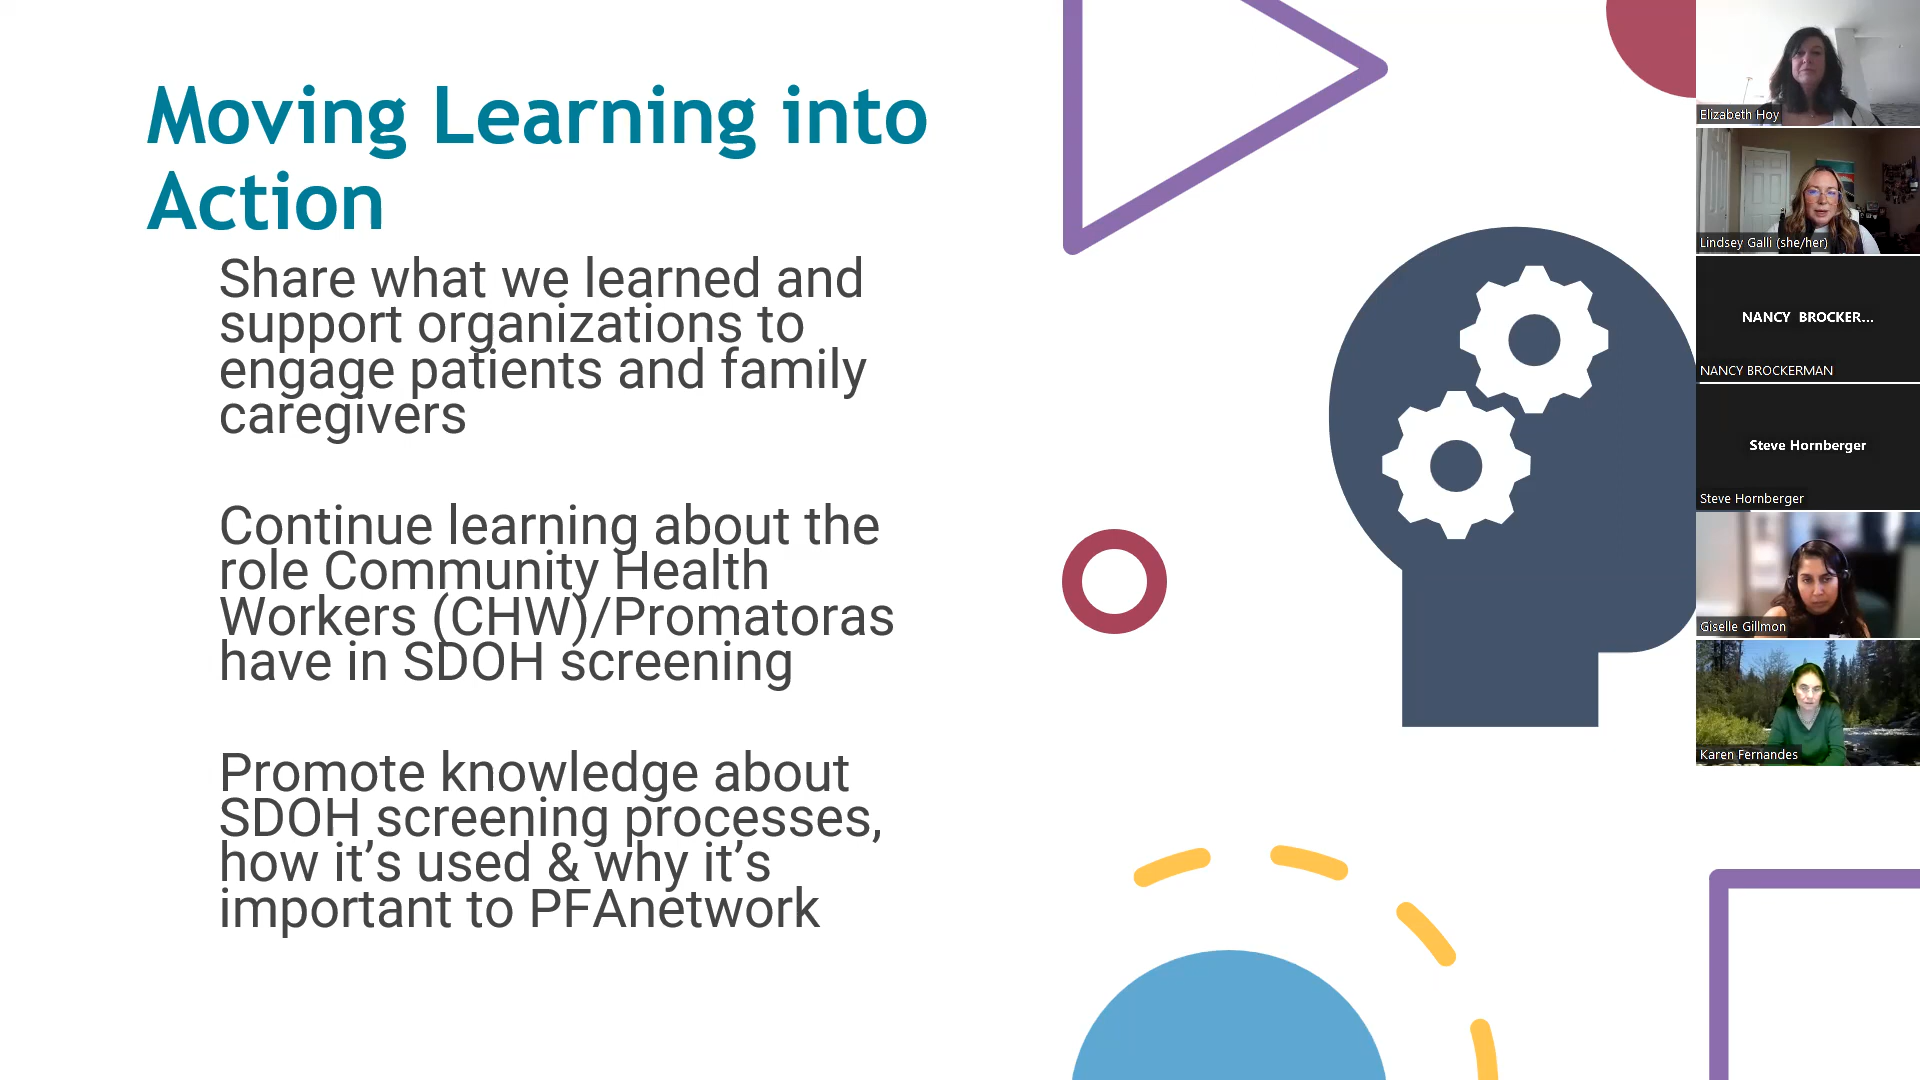 Moving Learning into
Action
Share what we learned and
support organizations to
engage patients and family
caregivers
Continue learning about the
role Community Health
Workers (CHW)/Promatoras
have in SDOH screening
Promote knowledge about
SDOH screening processes,
how it’s used & why it’s
important to PFAnetwork
Elizabeth Hoy
Lindsey Galli (she/her)
NANCY BROCKER...
NANCY BROCKERMAN
Steve Hornberger
Steve Hornberger
Giselle Gillmon
Karen Fernandes